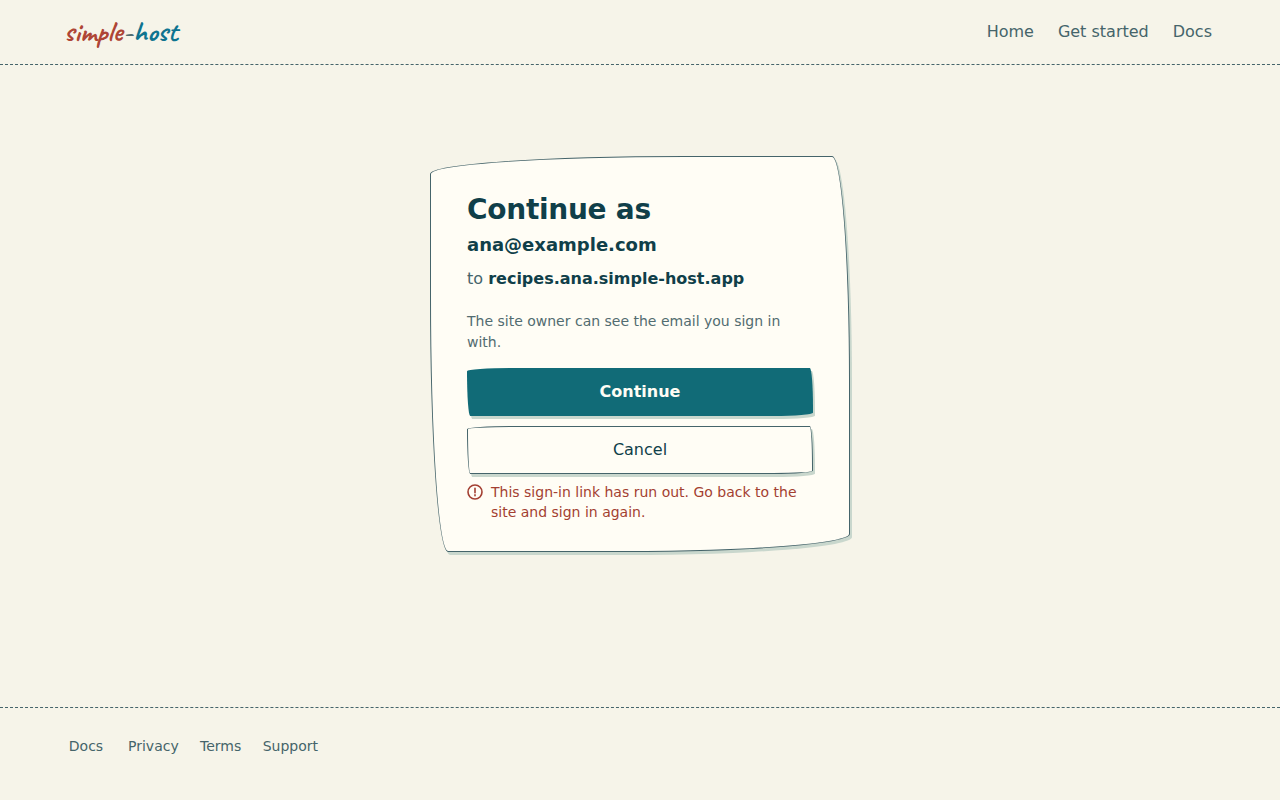 simple-host
Home Get started Docs
Continue as
ana@example.com
to recipes.ana.simple-host.app
The site owner can see the email you sign in
with.
Continue
Cancel
This sign-in link has run out. Go back to the
site and sign in again.
Docs Privacy Terms Support